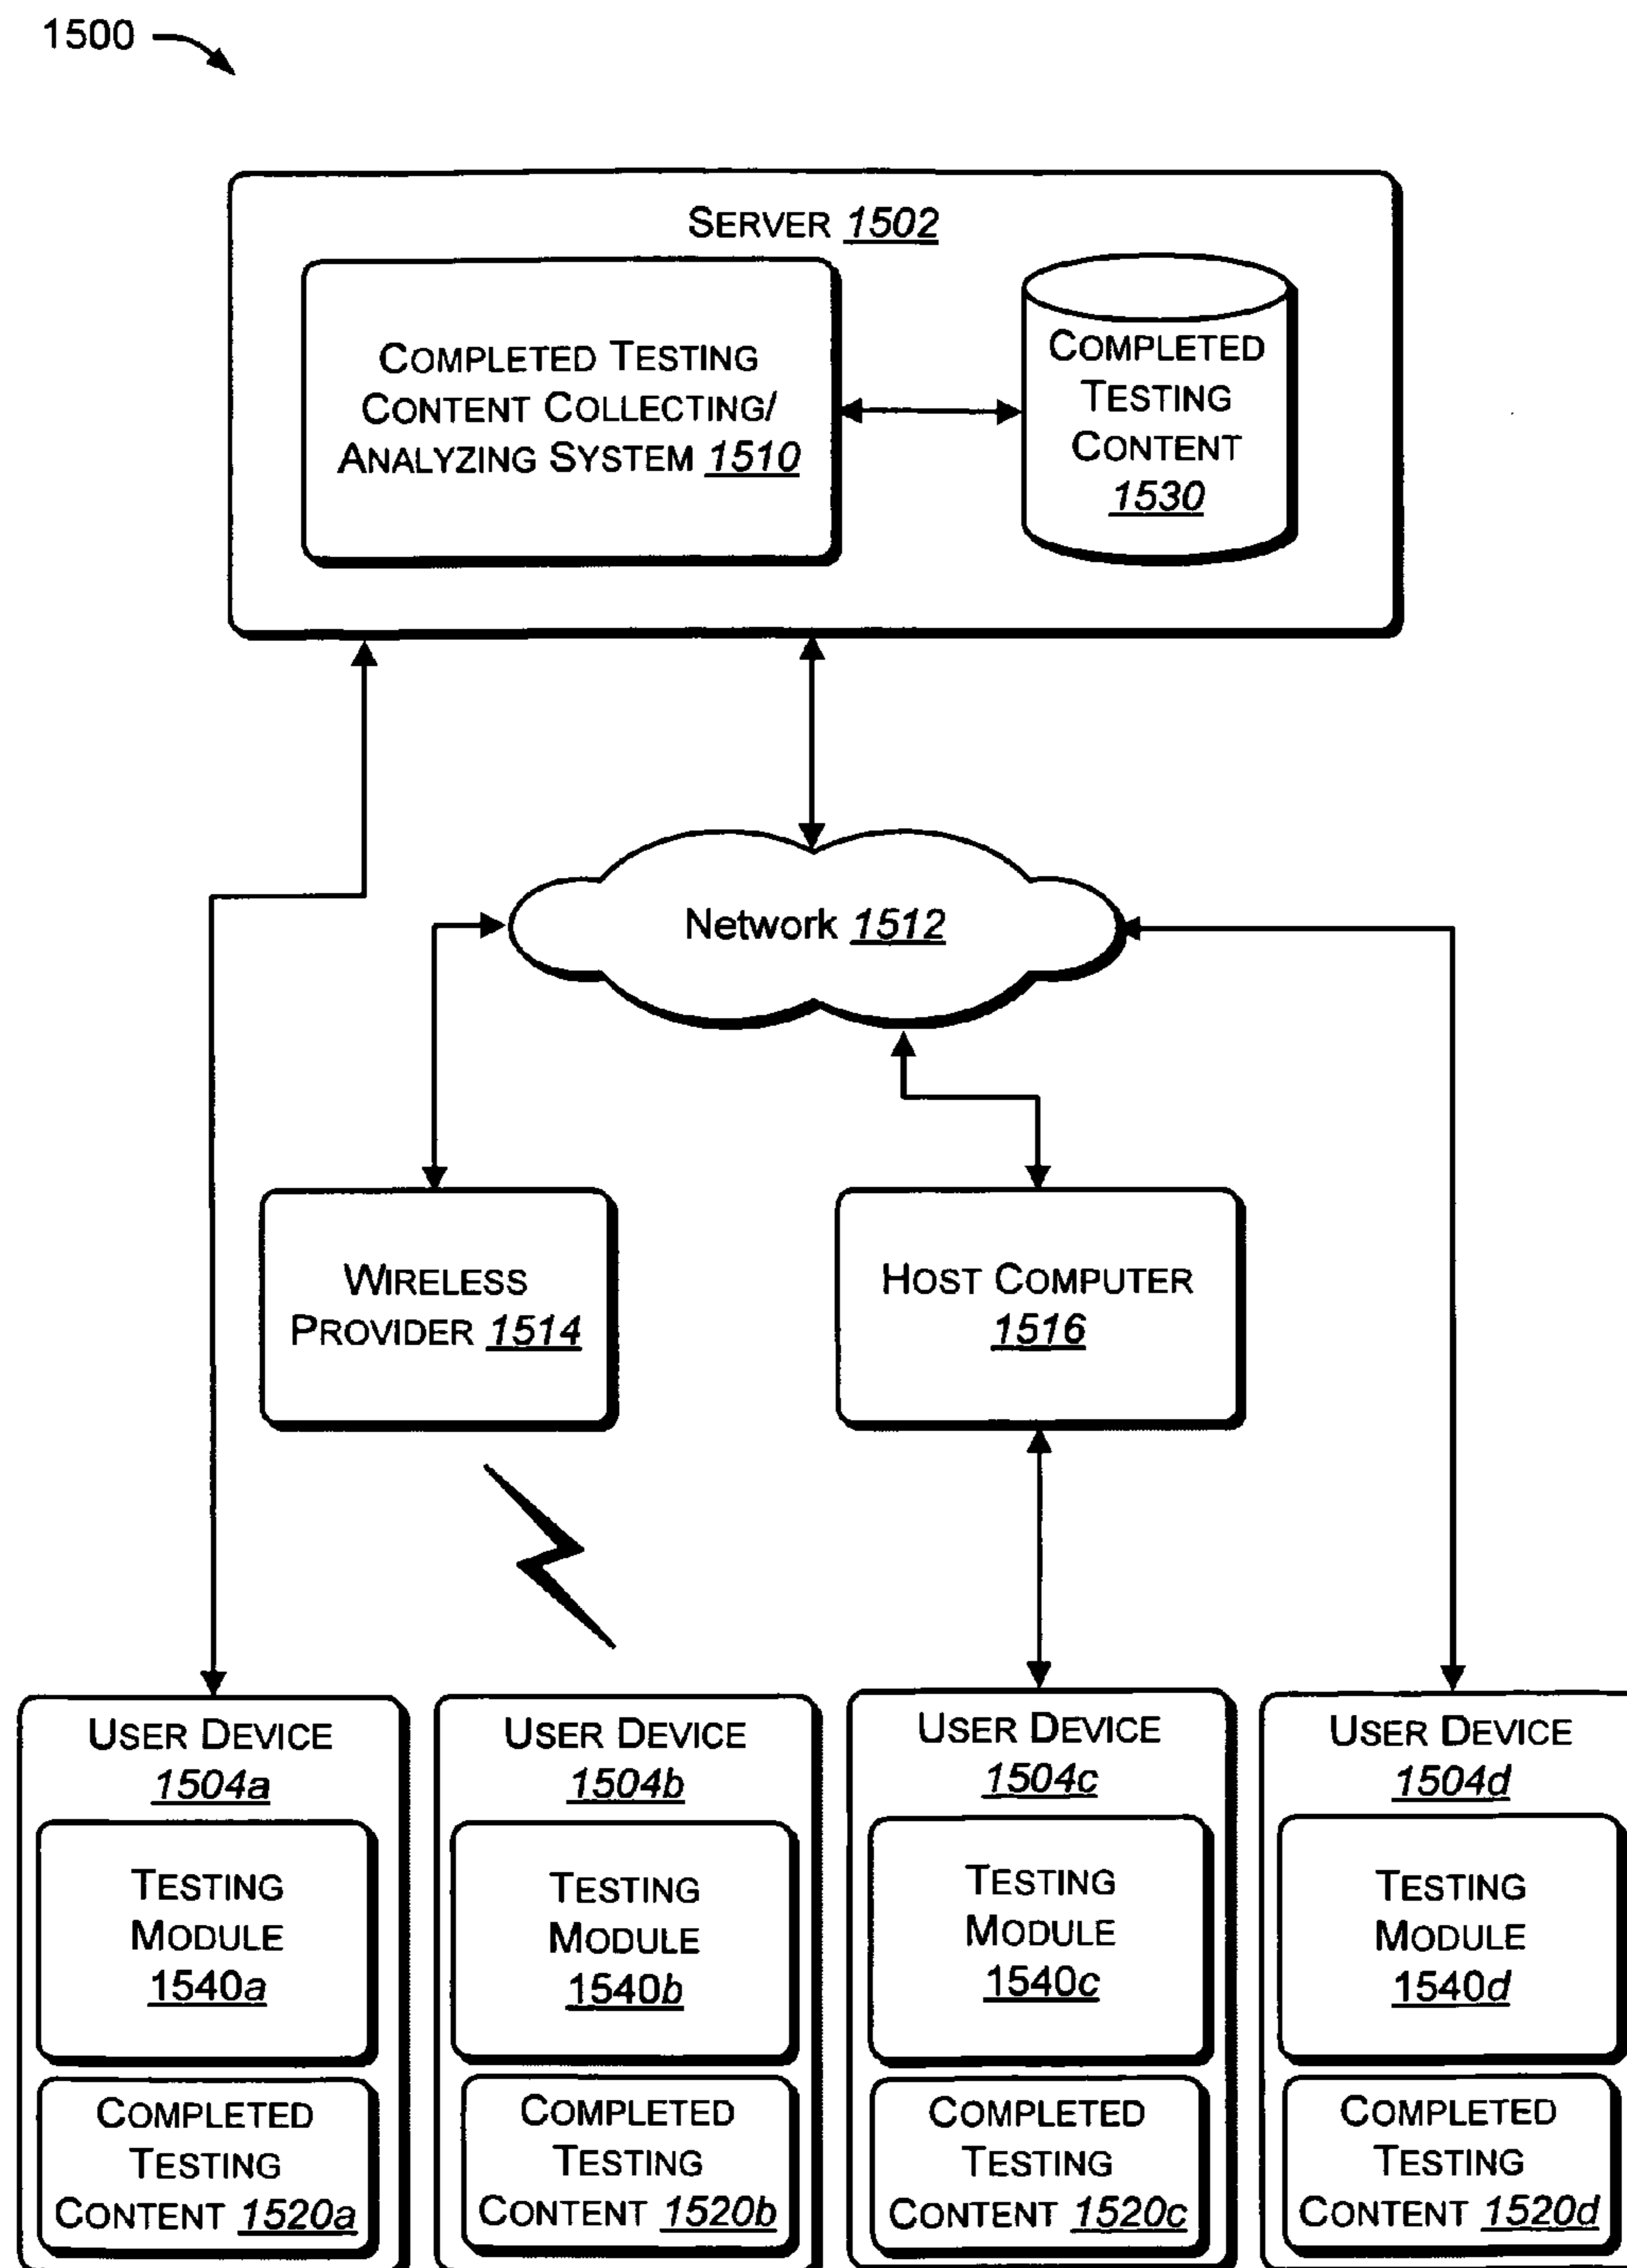 1500
SERVER 1502
COMPLETED TESTING
CONTENT COLLECTING/
ANALYZING SYSTEM 1510
COMPLETED
TESTING
CONTENT
1530
Network 1512
WIRELESS
PROVIDER 1514
HOST COMPUTER
1516
USER DEVICE
1504a
TESTING
MODULE
1540a
COMPLETED
TESTING
CONTENT 1520a
USER DEVICE
1504b
TESTING
MODULE
1540b
COMPLETED
TESTING
CONTENT 1520b
USER DEVICE
1504c
TESTING
MODULE
1540c
COMPLETED
TESTING
CONTENT 1520c
USER DEVICE
1504d
TESTING
MODULE
1540d
COMPLETED
TESTING
CONTENT 1520d